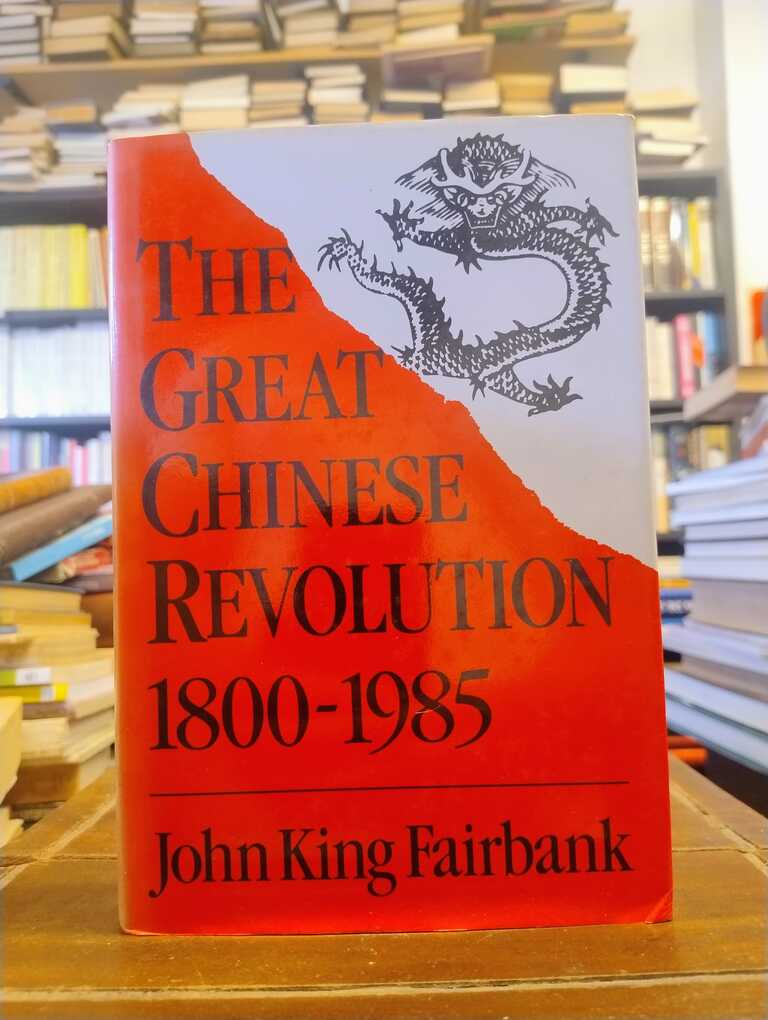 THE
GREAT
CHINESE
REVOLUTION
1800-1985
John King Fairbank